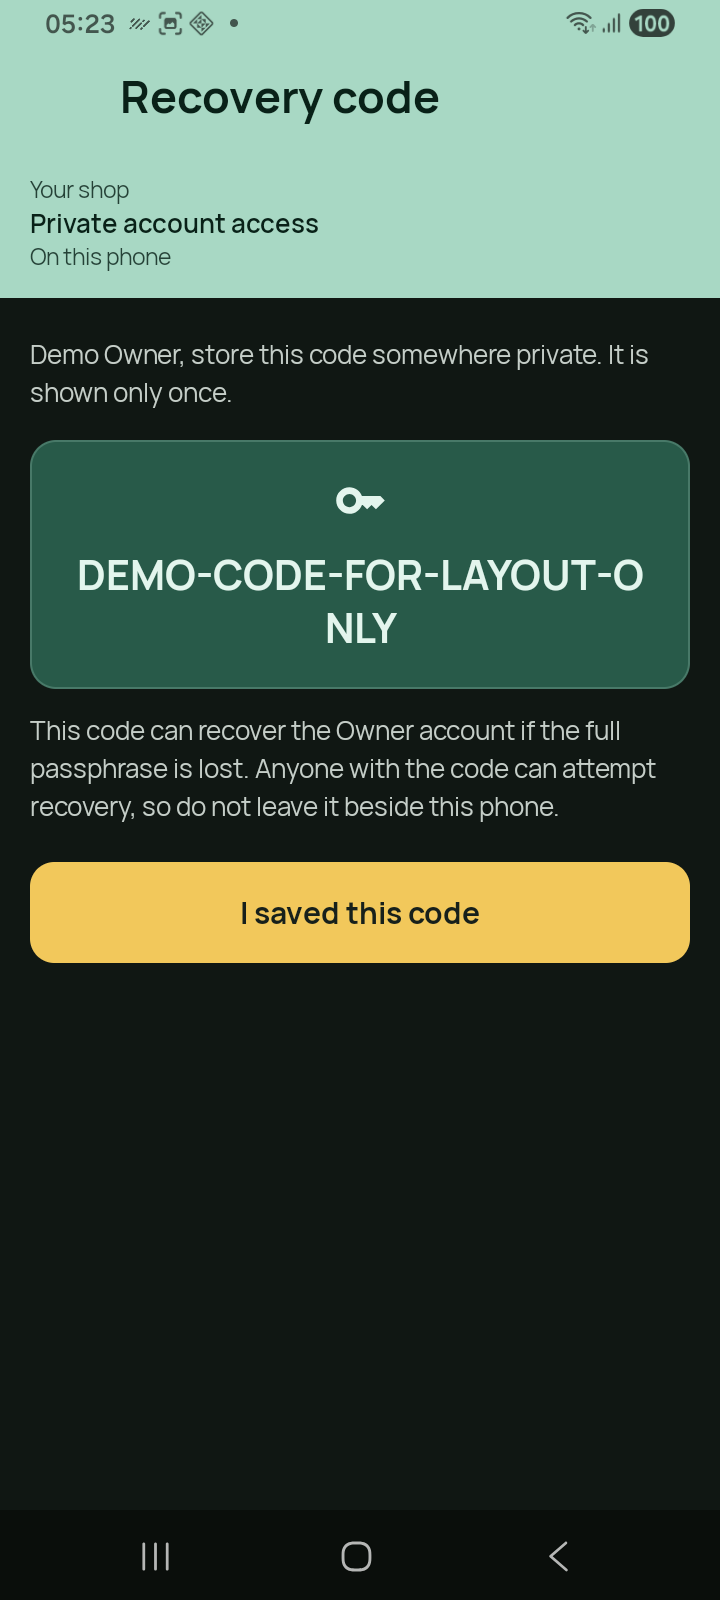 05:23
100
Recovery code
Your shop
Private account access
On this phone
Demo Owner, store this code somewhere private. It is
shown only once.
DEMO-CODE-FOR-LAYOUT-O
NLY
This code can recover the Owner account if the full
passphrase is lost. Anyone with the code can attempt
recovery, so do not leave it beside this phone.
I saved this code